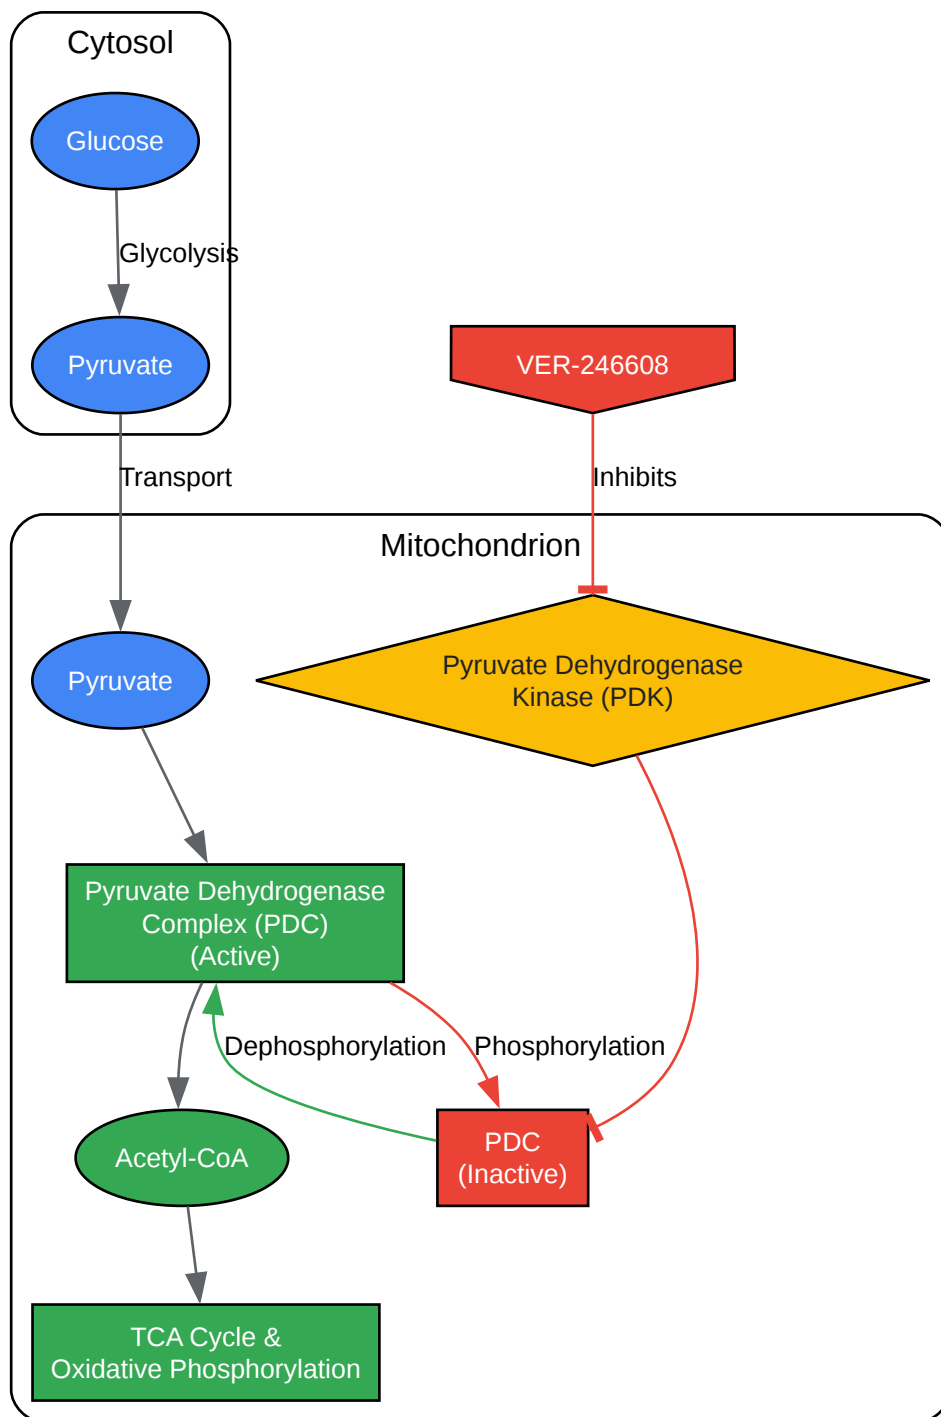 Cytosol
Glucose
Glycolysis
Pyruvate
VER-246608
Transport
Inhibits
Mitochondrion
Pyruvate
Pyruvate Dehydrogenase
Kinase (PDK)
Pyruvate Dehydrogenase
Complex (PDC)
(Active)
Dephosphorylation
Phosphorylation
Acetyl-CoA
PDC
(Inactive)
TCA Cycle &
Oxidative Phosphorylation